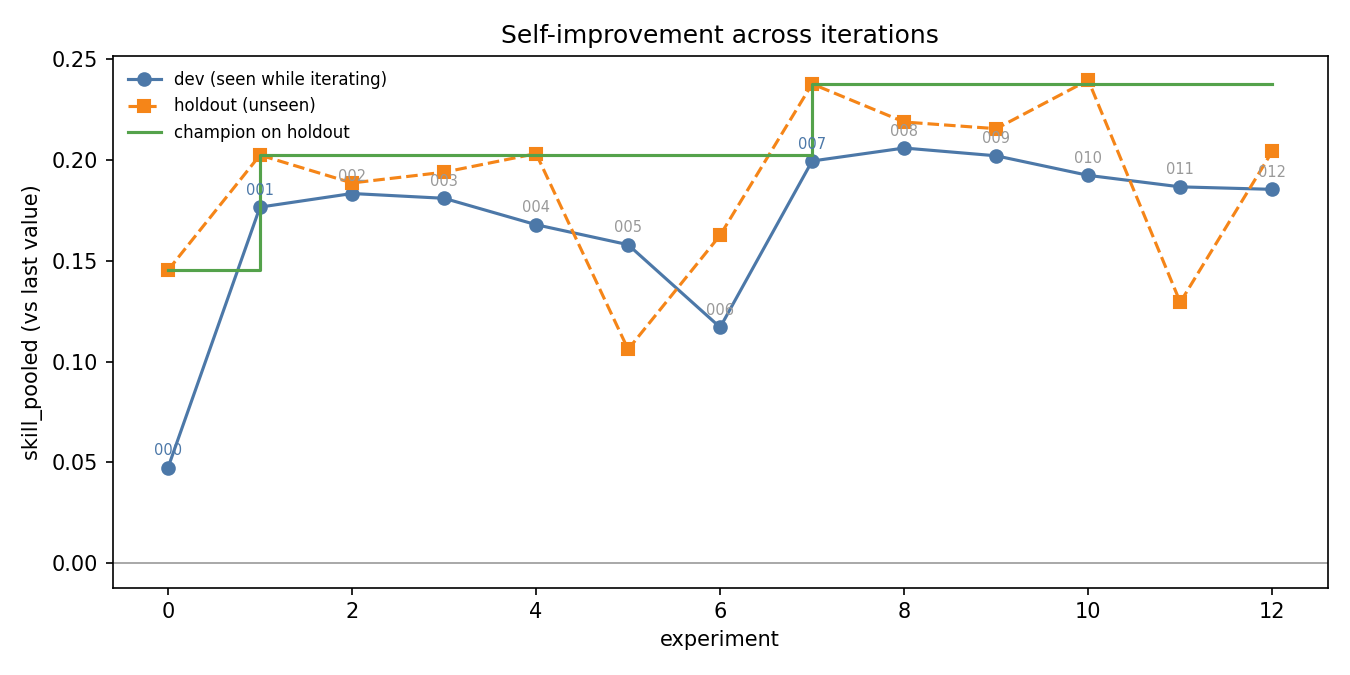 Self-improvement across iterations
0.25
0.20
0.15
0.10
0.05
0.00
skill_pooled (vs last value)
dev (seen while iterating)
holdout (unseen)
champion on holdout
000
001
002
003
004
005
006
007
008
009
010
011
012
0 2 4 6 8 10 12
experiment